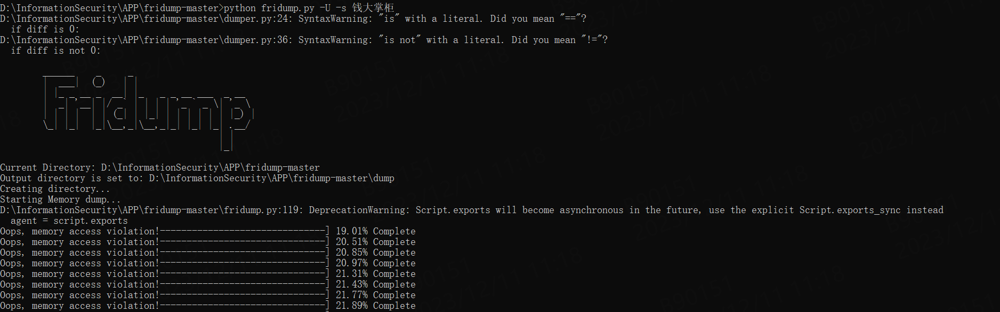 D:\InformationSecurity\APP\fridump-master>python fridump.py -U -s 钱大掌柜
D:\InformationSecurity\APP\fridump-master\dumper.py:24: SyntaxWarning: "is" with a literal. Did you mean "=="?
  if diff is 0:
D:\InformationSecurity\APP\fridump-master\dumper.py:36: SyntaxWarning: "is not" with a literal. Did you mean "!="?
  if diff is not 0:
Fridump
Current Directory: D:\InformationSecurity\APP\fridump-master
Output directory is set to: D:\InformationSecurity\APP\fridump-master\dump
Creating directory...
Starting Memory dump...
D:\InformationSecurity\APP\fridump-master\fridump.py:119: DeprecationWarning: Script.exports will become asynchronous in the future, use the explicit Script.exports_sync instead
  agent = script.exports
Oops, memory access violation!-------------------------------] 19.01% Complete
Oops, memory access violation!-------------------------------] 20.51% Complete
Oops, memory access violation!-------------------------------] 20.85% Complete
Oops, memory access violation!-------------------------------] 20.97% Complete
Oops, memory access violation!-------------------------------] 21.31% Complete
Oops, memory access violation!-------------------------------] 21.43% Complete
Oops, memory access violation!-------------------------------] 21.77% Complete
Oops, memory access violation!-------------------------------] 21.89% Complete
B90151
2023/12/11 11:18